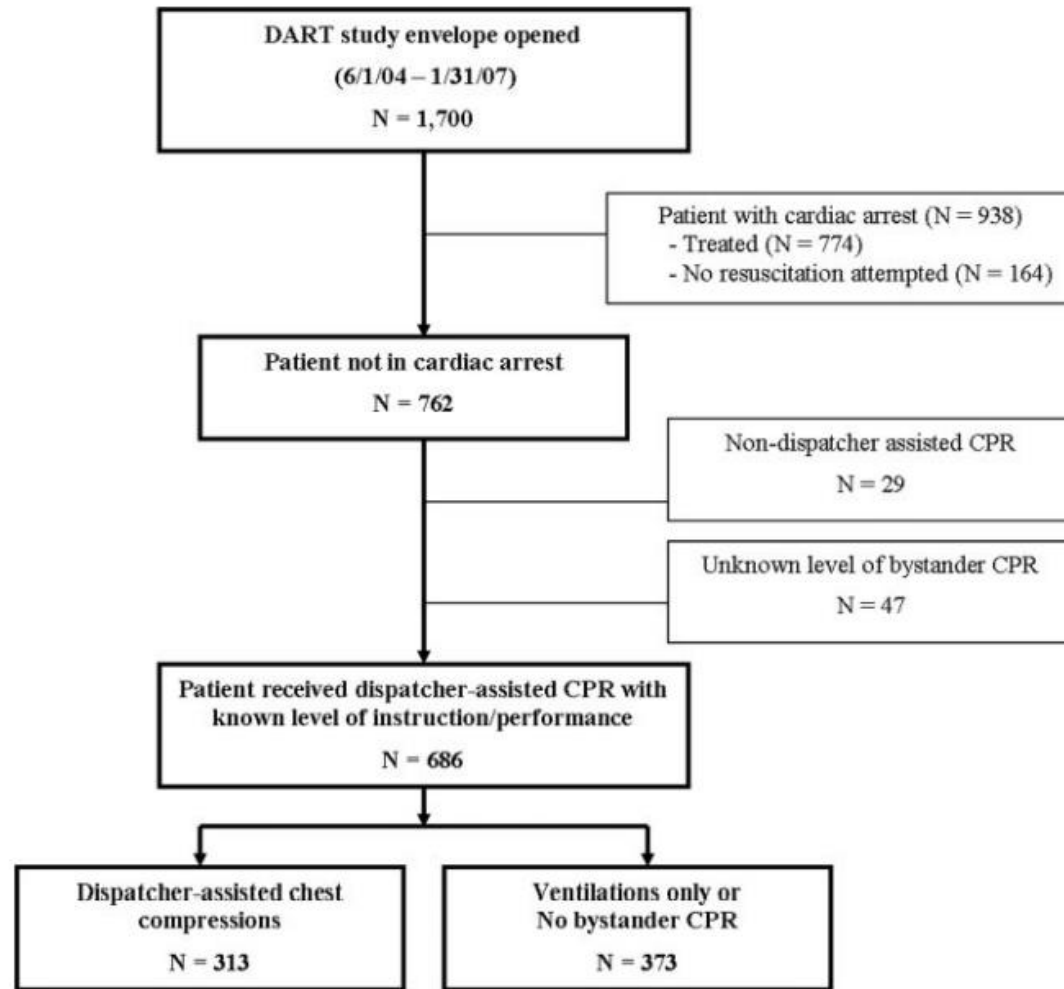 DART study envelope opened
(6/1/04 – 1/31/07)
N = 1,700
Patient with cardiac arrest (N = 938)
- Treated (N = 774)
- No resuscitation attempted (N = 164)
Patient not in cardiac arrest
N = 762
Non-dispatcher assisted CPR
N = 29
Unknown level of bystander CPR
N = 47
Patient received dispatcher-assisted CPR with
known level of instruction/performance
N = 686
Dispatcher-assisted chest
compressions
N = 313
Ventilations only or
No bystander CPR
N = 373